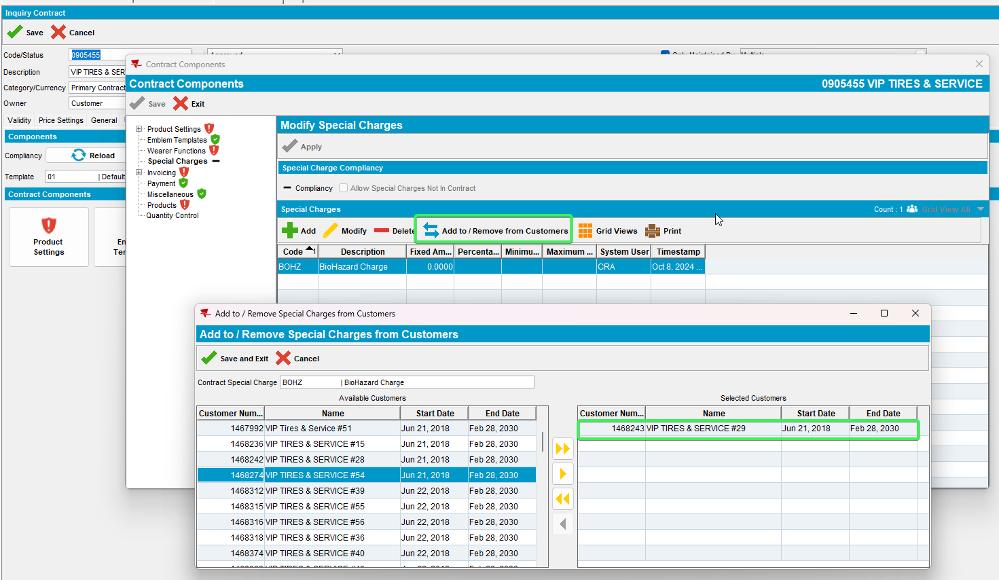 Inquiry Contract
Save Cancel
Code/Status 0905455 Approved Only Maintained By Multiple
Description VIP TIRES & SER
Category/Currency Primary Contract
Owner Customer
Validity Price Settings General
Components
Compliancy Reload
Template 01 | Default
Contract Components
Product Settings
Contract Components
Contract Components 0905455 VIP TIRES & SERVICE
Save Exit
Product Settings
Emblem Templates
Wearer Functions
Special Charges
Invoicing
Payment
Miscellaneous
Products
Quantity Control
Modify Special Charges
Apply
Special Charge Compliancy
Compliancy Allow Special Charges Not In Contract
Special Charges Count : 1 Grid View All
Add Modify Delete Add to / Remove from Customers Grid Views Print
Code 1 Description Fixed Am... Percenta... Minimu... Maximum ... System User Timestamp
BOHZ BioHazard Charge 0.0000 CRA Oct 8, 2024 ...
Add to / Remove Special Charges from Customers
Add to / Remove Special Charges from Customers
Save and Exit Cancel
Contract Special Charge BOHZ | BioHazard Charge
Available Customers
Customer Num... Name Start Date End Date
1467992 VIP Tires & Service #51 Jun 21, 2018 Feb 28, 2030
1468236 VIP TIRES & SERVICE #15 Jun 21, 2018 Feb 28, 2030
1468242 VIP TIRES & SERVICE #28 Jun 21, 2018 Feb 28, 2030
1468274 VIP TIRES & SERVICE #54 Jun 21, 2018 Feb 28, 2030
1468312 VIP TIRES & SERVICE #39 Jun 22, 2018 Feb 28, 2030
1468315 VIP TIRES & SERVICE #55 Jun 22, 2018 Feb 28, 2030
1468316 VIP TIRES & SERVICE #56 Jun 22, 2018 Feb 28, 2030
1468318 VIP TIRES & SERVICE #36 Jun 22, 2018 Feb 28, 2030
1468374 VIP TIRES & SERVICE #40 Jun 22, 2018 Feb 28, 2030
Selected Customers
Customer Num... Name Start Date End Date
1468243 VIP TIRES & SERVICE #29 Jun 21, 2018 Feb 28, 2030